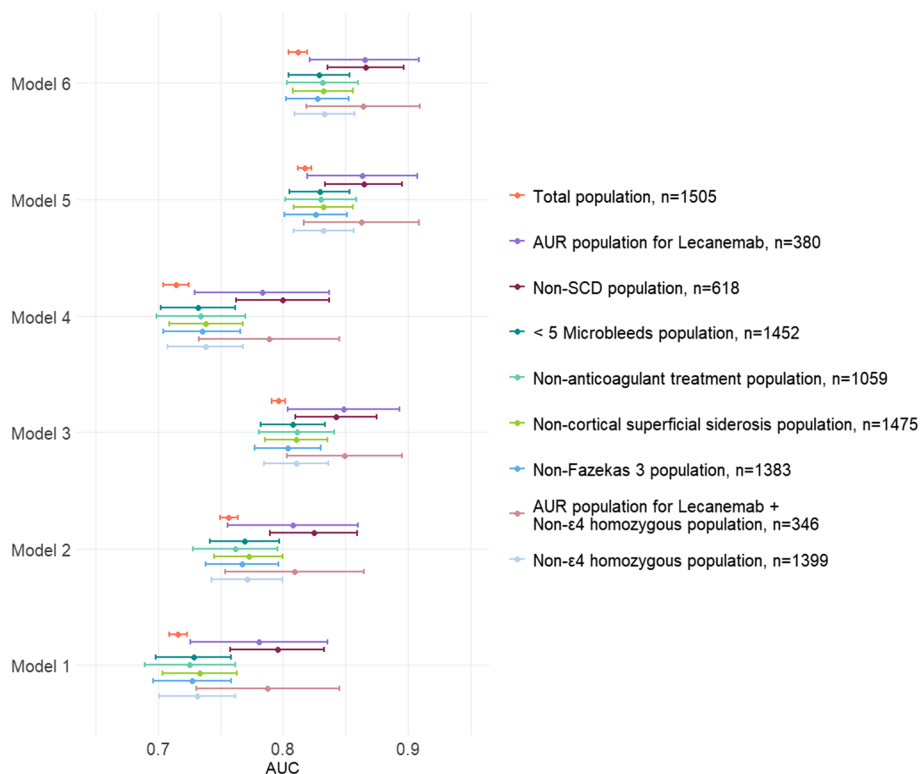 Model 6
Model 5
Model 4
Model 3
Model 2
Model 1
0.7 0.8 0.9
AUC
Total population, n=1505
AUR population for Lecanemab, n=380
Non-SCD population, n=618
< 5 Microbleeds population, n=1452
Non-anticoagulant treatment population, n=1059
Non-cortical superficial siderosis population, n=1475
Non-Fazekas 3 population, n=1383
AUR population for Lecanemab +
Non-ε4 homozygous population, n=346
Non-ε4 homozygous population, n=1399